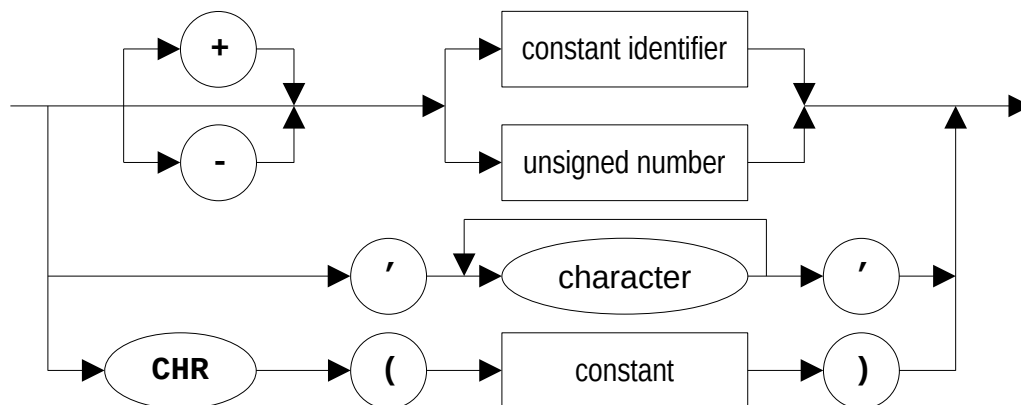 +
constant identifier
-
unsigned number
' character '
CHR ( constant )